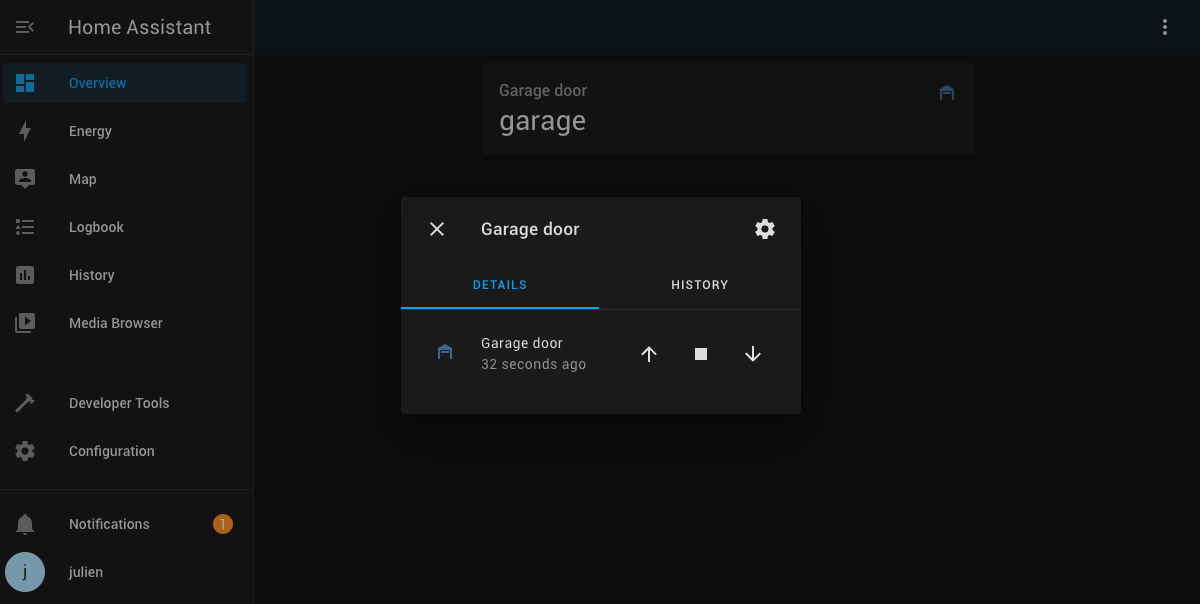 Home Assistant
Overview
Energy
Map
Logbook
History
Media Browser
Developer Tools
Configuration
Notifications 1
j julien
Garage door
garage
Garage door
DETAILS HISTORY
Garage door
32 seconds ago